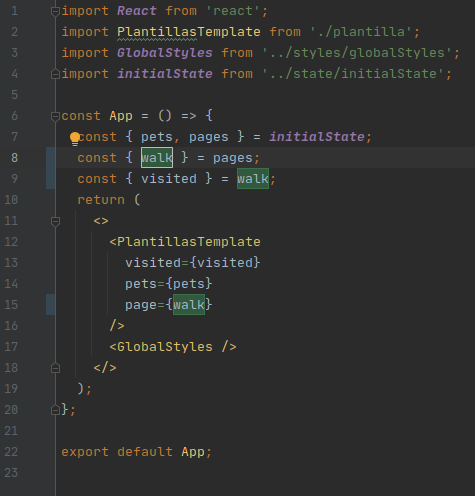 1 import React from 'react';
2 import PlantillasTemplate from './plantilla';
3 import GlobalStyles from '../styles/globalStyles';
4 import initialState from '../state/initialState';
5
6 const App = () => {
7 const { pets, pages } = initialState;
8 const { walk } = pages;
9 const { visited } = walk;
10 return (
11 <>
12 <PlantillasTemplate
13 visited={visited}
14 pets={pets}
15 page={walk}
16 />
17 <GlobalStyles />
18 </>
19 );
20 };
21
22 export default App;
23